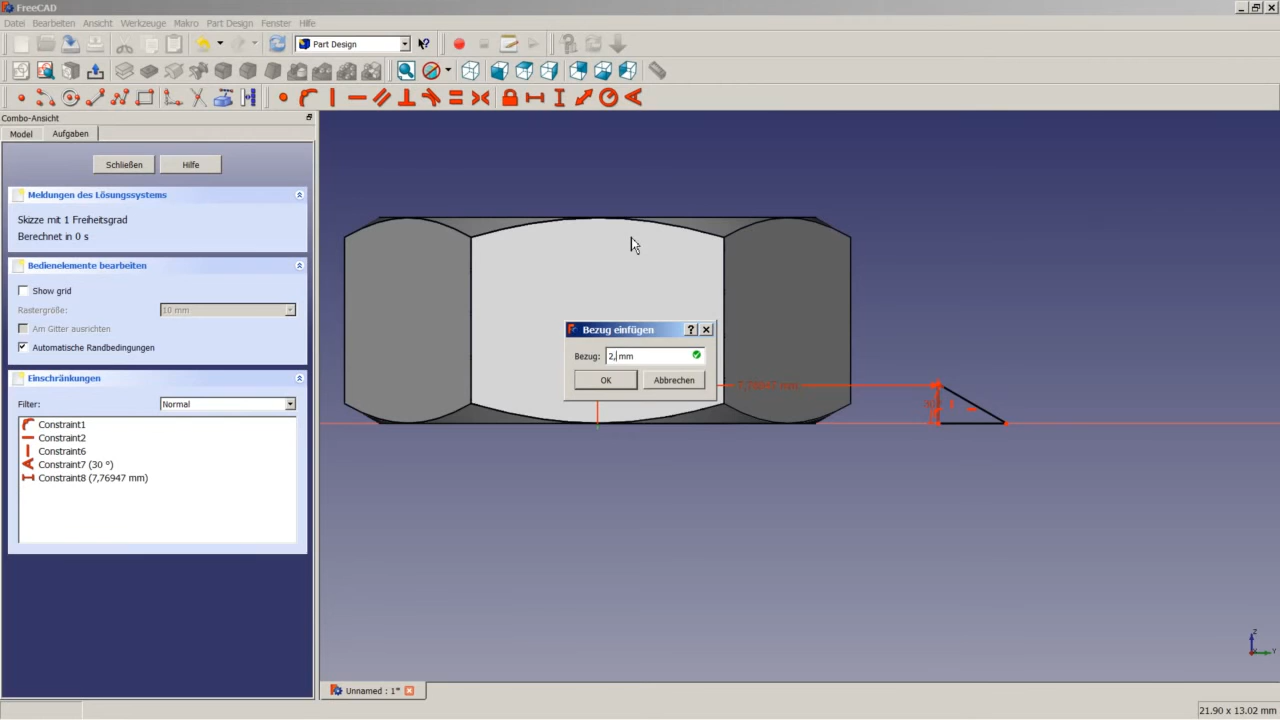 FreeCAD
Datei Bearbeiten Ansicht Werkzeuge Makro Part Design Fenster Hilfe
Part Design
Combo-Ansicht
Model Aufgaben
Schließen Hilfe
Meldungen des Lösungssystems
Skizze mit 1 Freiheitsgrad
Berechnet in 0 s
Bedienelemente bearbeiten
Show grid
Rastergröße: 10 mm
Am Gitter ausrichten
Automatische Randbedingungen
Einschränkungen
Filter: Normal
Constraint1
Constraint2
Constraint6
Constraint7 (30 °)
Constraint8 (7,76947 mm)
Bezug einfügen
Bezug: 2, mm
OK Abbrechen
7,76947 mm
Z
Y
Unnamed : 1*
21.90 x 13.02 mm